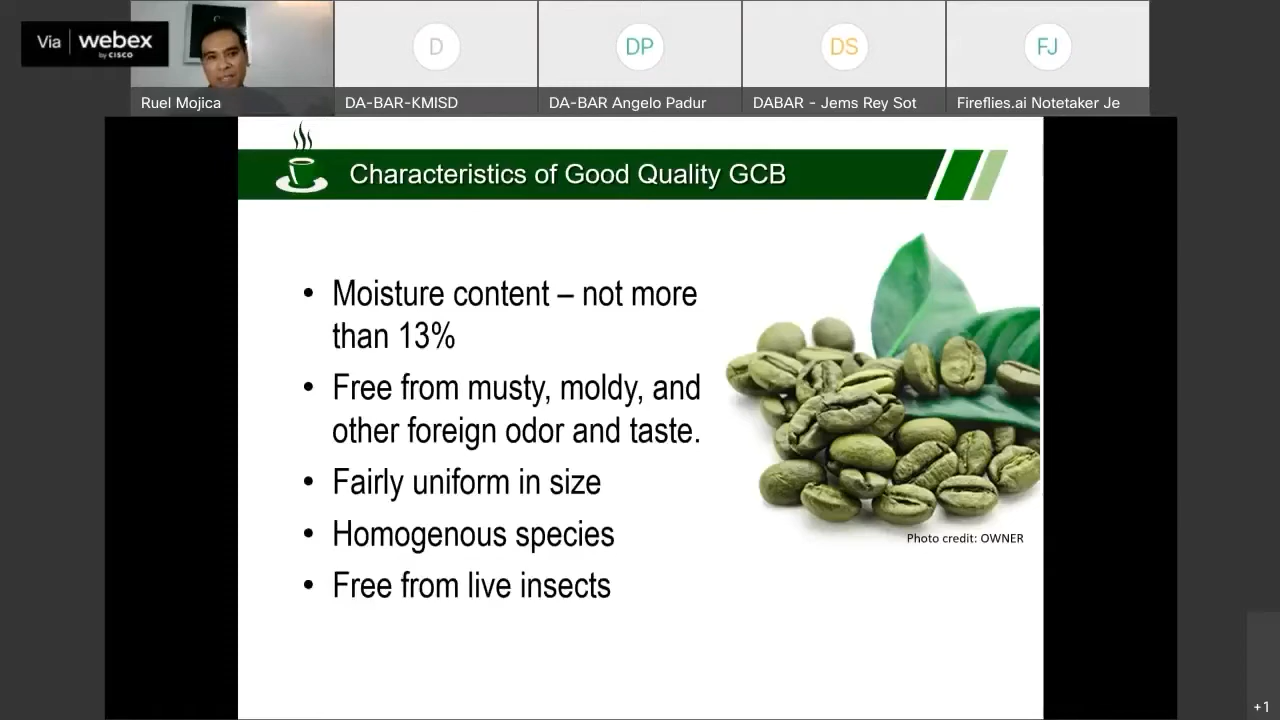 Via webex
by CISCO
Ruel Mojica
DA-BAR-KMISD
DA-BAR Angelo Padur
DABAR - Jems Rey Sot
Fireflies.ai Notetaker Je
D
DP
DS
FJ
Characteristics of Good Quality GCB
• Moisture content – not more
than 13%
• Free from musty, moldy, and
other foreign odor and taste.
• Fairly uniform in size
• Homogenous species
• Free from live insects
Photo credit: OWNER
+1